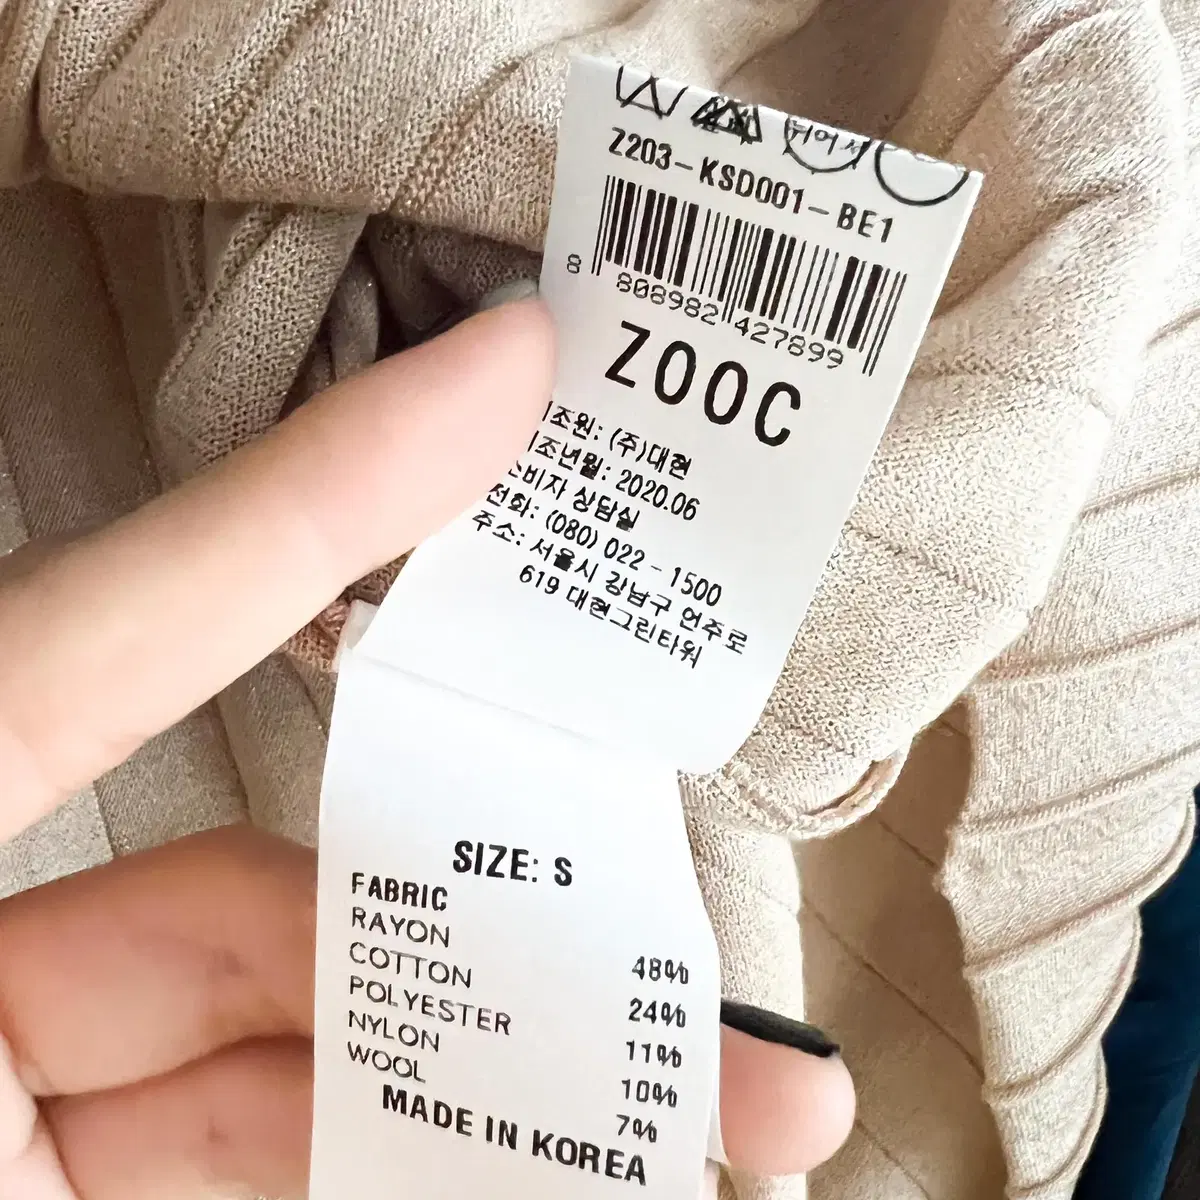 Z203-KSD001-BE1
8 808982 427899
ZOOC
조원: (주)대현
조년월: 2020.06
비자 상담실
전화: (080) 022-1500
주소: 서울시 강남구 언주로
619 대현그린타워
SIZE: S
FABRIC
RAYON 48%
COTTON 24%
POLYESTER 11%
NYLON 10%
WOOL 7%
MADE IN KOREA